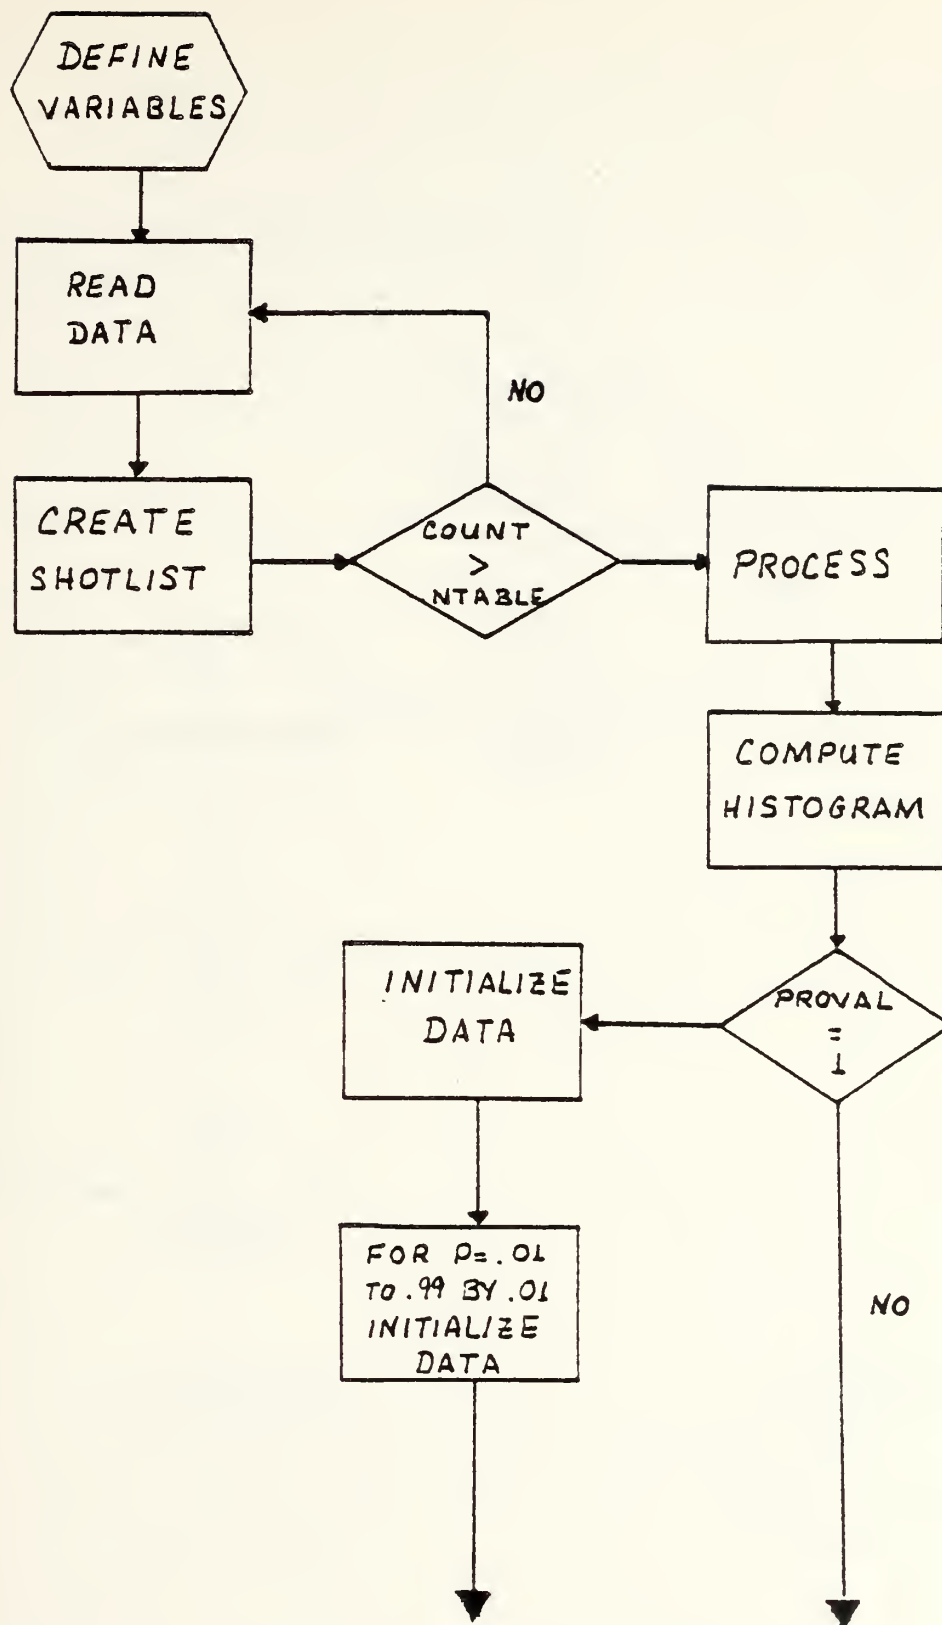 DEFINE
VARIABLES
READ
DATA
NO
CREATE
SHOTLIST
COUNT
>
NTABLE
PROCESS
COMPUTE
HISTOGRAM
PROVAL
=
1
INITIALIZE
DATA
FOR P=.01
TO .99 BY .01
INITIALIZE
DATA
NO